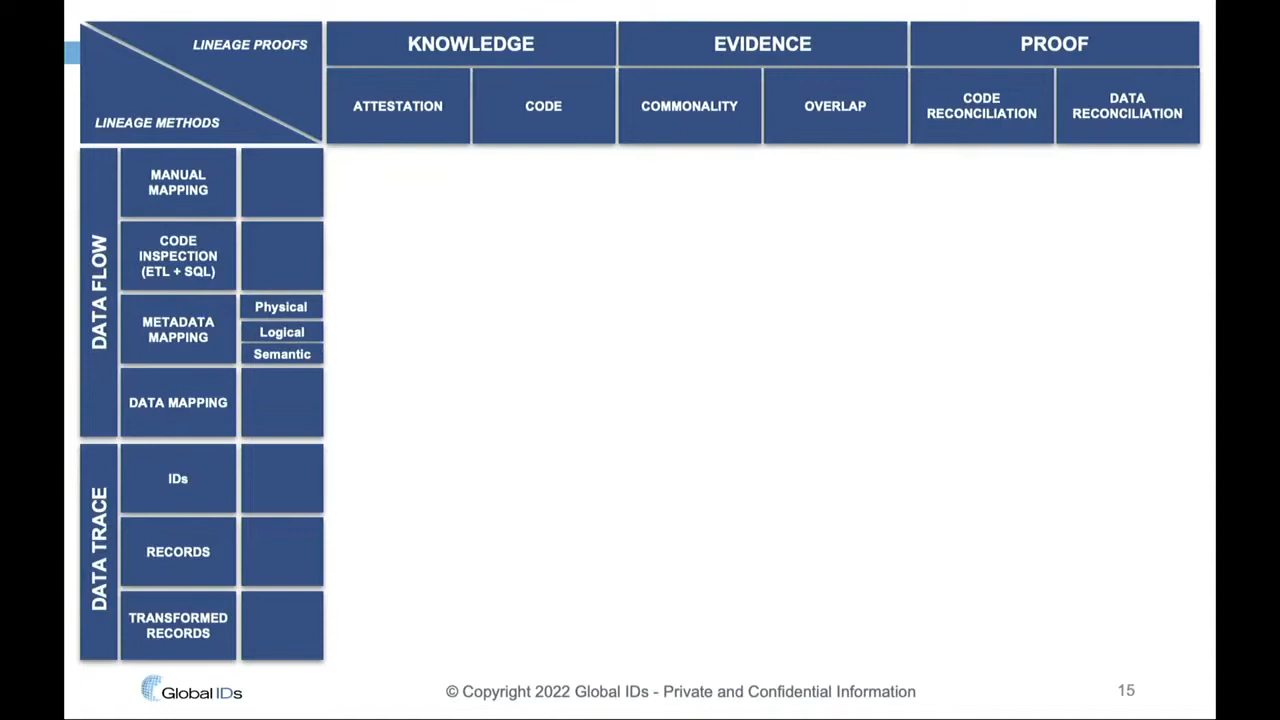 LINEAGE PROOFS
LINEAGE METHODS
KNOWLEDGE
EVIDENCE
PROOF
ATTESTATION
CODE
COMMONALITY
OVERLAP
CODE
RECONCILIATION
DATA
RECONCILIATION
DATA FLOW
MANUAL
MAPPING
CODE
INSPECTION
(ETL + SQL)
METADATA
MAPPING
Physical
Logical
Semantic
DATA MAPPING
DATA TRACE
IDs
RECORDS
TRANSFORMED
RECORDS
Global IDs
© Copyright 2022 Global IDs - Private and Confidential Information
15